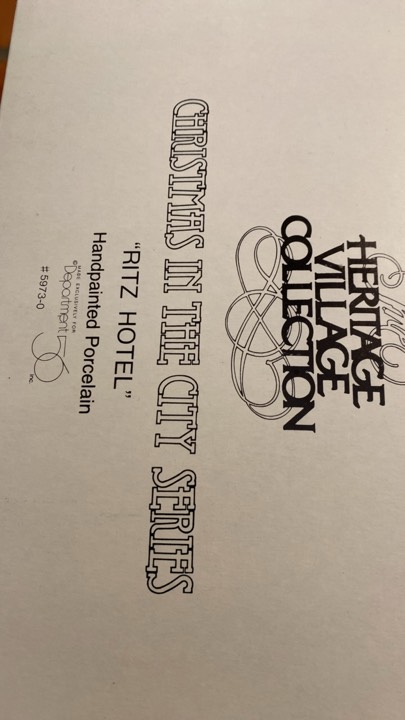 HERITAGE
VILLAGE
COLLECTION
CHRISTMAS IN THE CITY SERIES
“RITZ HOTEL”
Handpainted Porcelain
© MADE EXCLUSIVELY FOR
Department 56 Inc.
#5973-0